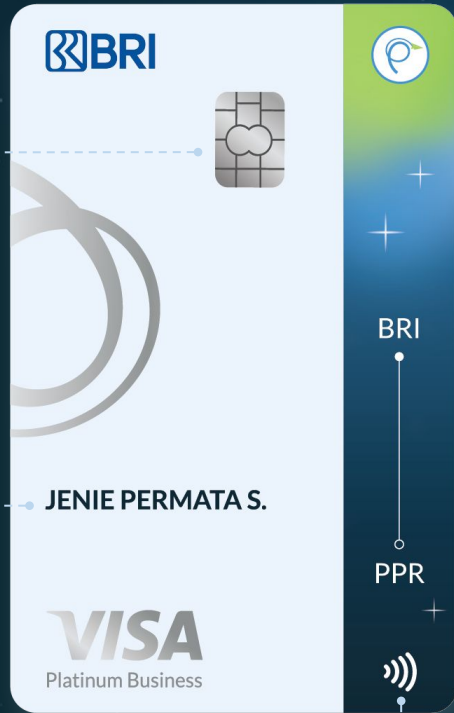 BRI
BRI
PPR
JENIE PERMATA S.
VISA
Platinum Business